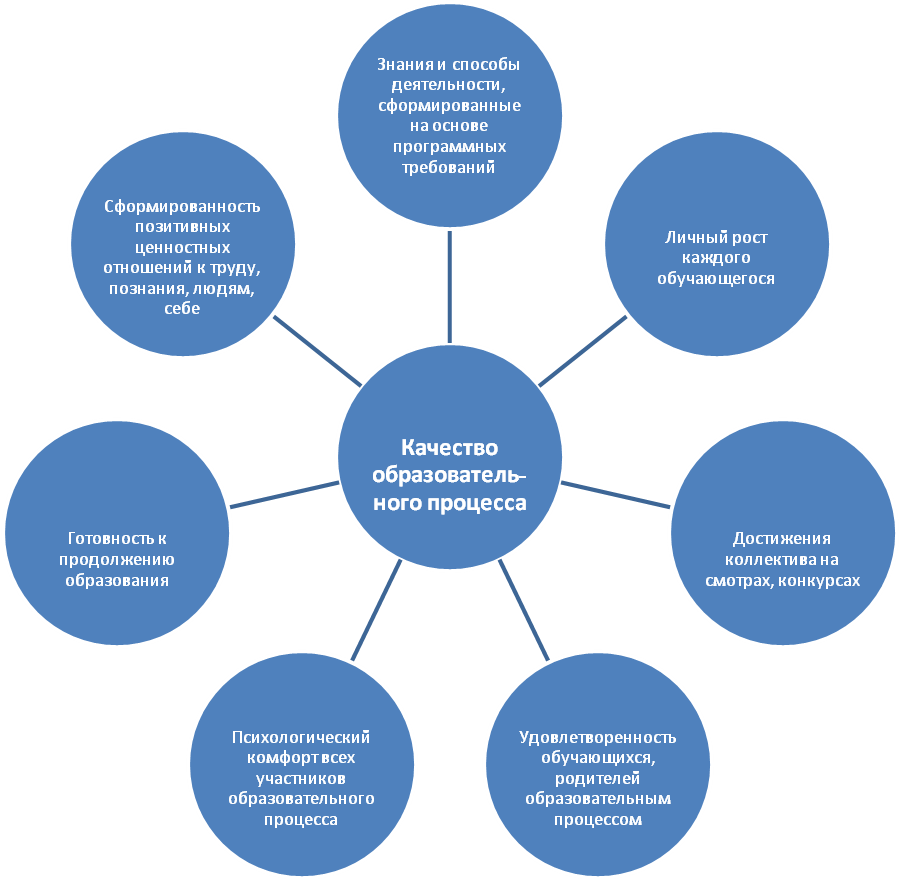 Знания и способы
деятельности,
сформированные
на основе
программных
требований
Личный рост
каждого
обучающегося
Достижения
коллектива на
смотрах, конкурсах
Удовлетворенность
обучающихся,
родителей
образовательным
процессом
Психологический
комфорт всех
участников
образовательного
процесса
Готовность к
продолжению
образования
Сформированность
позитивных
ценностных
отношений к труду,
познания, людям,
себе
Качество
образователь-
ного процесса